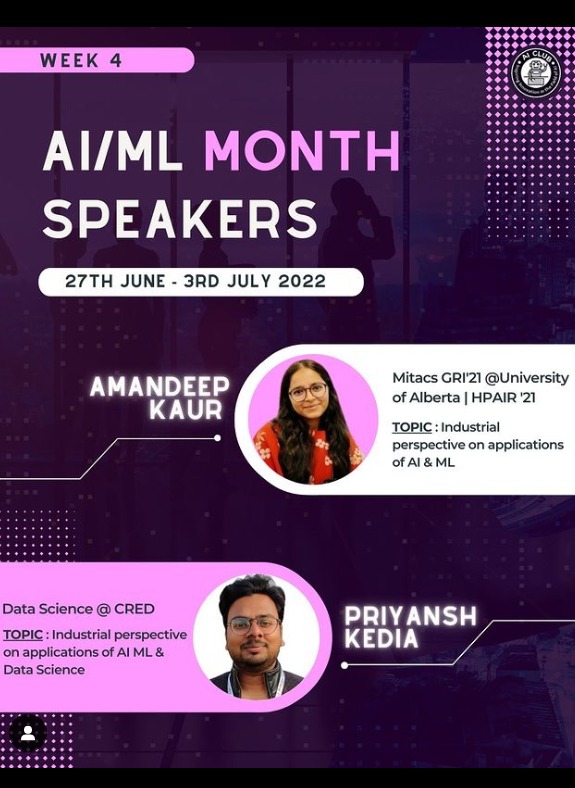 WEEK 4
AI CLUB
AI/ML MONTH
SPEAKERS
27TH JUNE - 3RD JULY 2022
AMANDEEP
KAUR
Mitacs GRI'21 @University
of Alberta | HPAIR '21
TOPIC : Industrial
perspective on applications
of AI & ML
Data Science @ CRED
TOPIC : Industrial perspective
on applications of AI ML &
Data Science
PRIYANSH
KEDIA